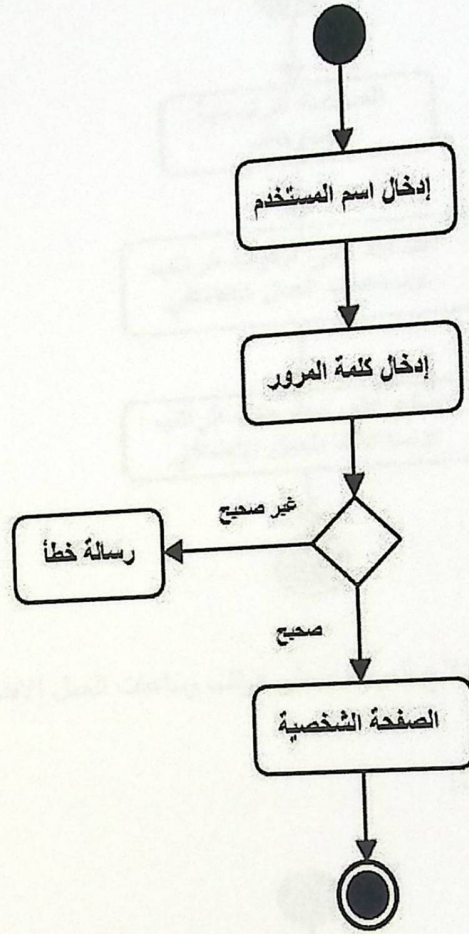 إدخال اسم المستخدم
إدخال كلمة المرور
غير صحيح
رسالة خطأ
صحيح
الصفحة الشخصية